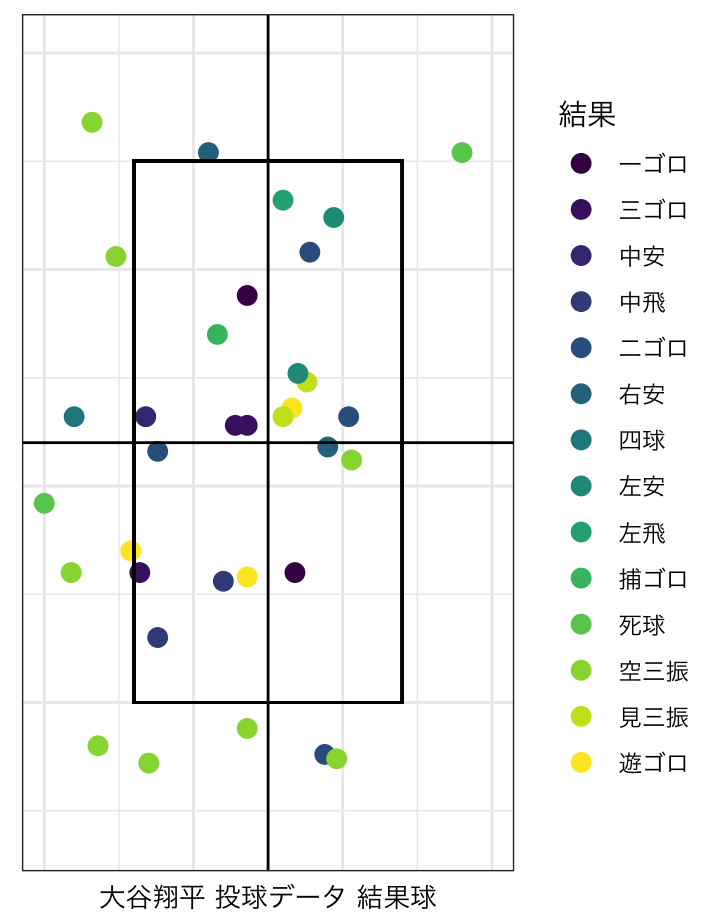 結果
一ゴロ
三ゴロ
中安
中飛
二ゴロ
右安
四球
左安
左飛
捕ゴロ
死球
空三振
見三振
遊ゴロ
大谷翔平 投球データ 結果球